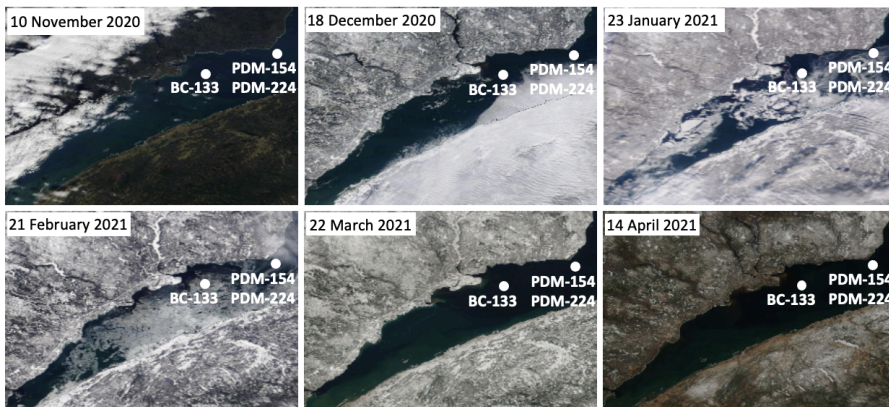 10 November 2020
PDM-154
BC-133 PDM-224
18 December 2020
PDM-154
BC-133 PDM-224
23 January 2021
PDM-154
BC-133 PDM-224
21 February 2021
PDM-154
BC-133 PDM-224
22 March 2021
PDM-154
BC-133 PDM-224
14 April 2021
PDM-154
BC-133 PDM-224